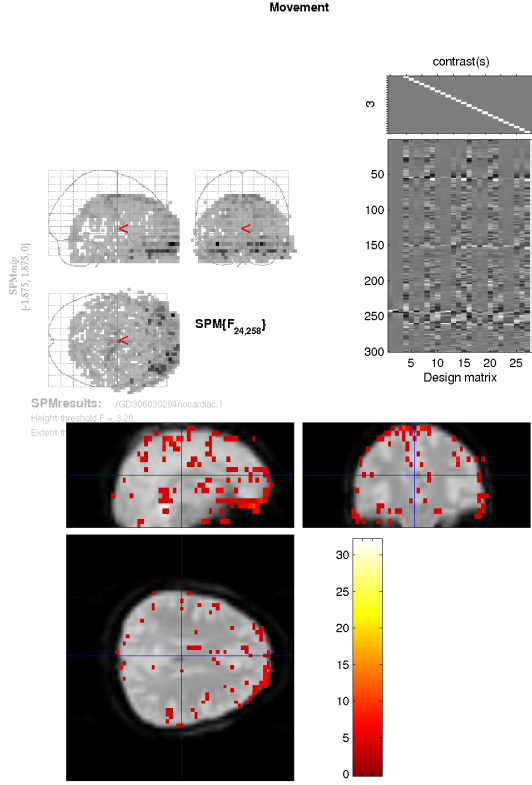 Movement
contrast(s)
3
50
100
150
200
250
300
5 10 15 20 25
Design matrix
SPMmip
[-1.875, 1.875, 0]
<
<
<
SPM{F24,258}
SPMresults: ./GD306030204nocardiac.1
Height threshold F = 3.20
Extent th
30
25
20
15
10
5
0